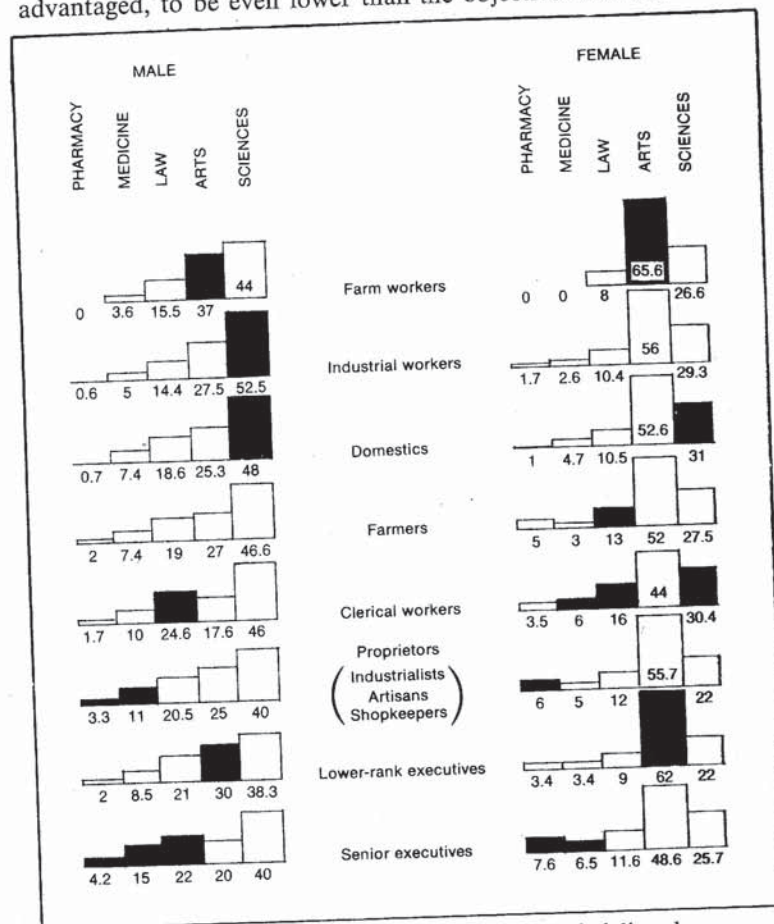 advantaged, to be even lower than the
MALE
FEMALE
PHARMACY MEDICINE LAW ARTS SCIENCES
PHARMACY MEDICINE LAW ARTS SCIENCES
0 3.6 15.5 37 44
Farm workers
0 0 8 65.6 26.6
0.6 5 14.4 27.5 52.5
Industrial workers
1.7 2.6 10.4 56 29.3
0.7 7.4 18.6 25.3 48
Domestics
1 4.7 10.5 52.6 31
2 7.4 19 27 46.6
Farmers
5 3 13 52 27.5
1.7 10 24.6 17.6 46
Clerical workers
3.5 6 16 44 30.4
3.3 11 20.5 25 40
Proprietors
(Industrialists
Artisans
Shopkeepers)
6 5 12 55.7 22
2 8.5 21 30 38.3
Lower-rank executives
3.4 3.4 9 62 22
4.2 15 22 20 40
Senior executives
7.6 6.5 11.6 48.6 25.7